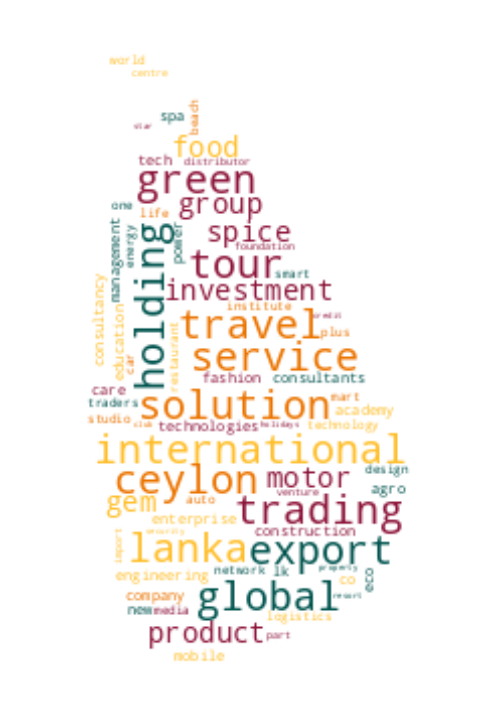 world
centre
spa
beach
star
food
tech distributor
green
one
group
life
spice
management
energy
holding
power
foundation
tour
smart
consultancy
investment
education
institute
car
restaurant
travel
credit
plus
service
care
fashion consultants
traders
solution
mart
studio
club
technologies
holidays
academy
technology
international
ceylon
motor
design
gem
auto
venture
agro
trading
enterprise
import
security
construction
lanka
export
engineering
network
lk
property
co
eco
company
global
resort
new
media
logistics
product
part
mobile